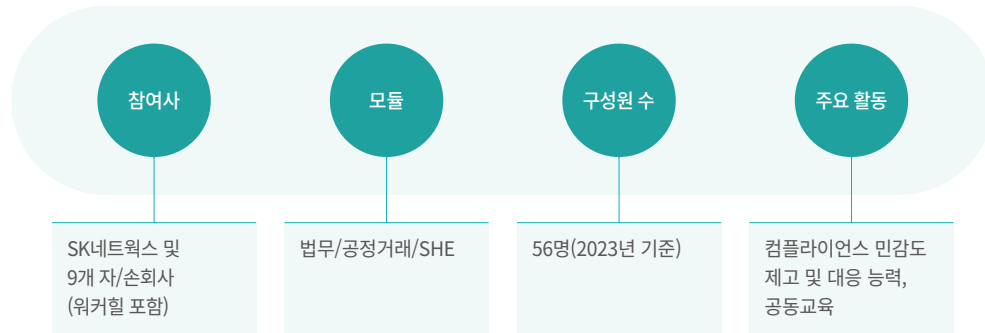 참여사
모듈
구성원 수
주요 활동
SK네트웍스 및
9개 자/손회사
(워커힐 포함)
법무/공정거래/SHE
56명(2023년 기준)
컴플라이언스 민감도
제고 및 대응 능력,
공동교육